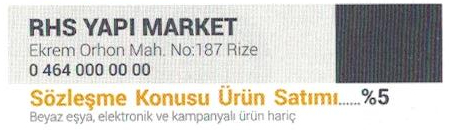 RHS YAPI MARKET
Ekrem Orhon Mah. No:187 Rize
0 464 000 00 00
Sözleşme Konusu Ürün Satımı......%5
Beyaz eşya, elektronik ve kampanyalı ürün hariç